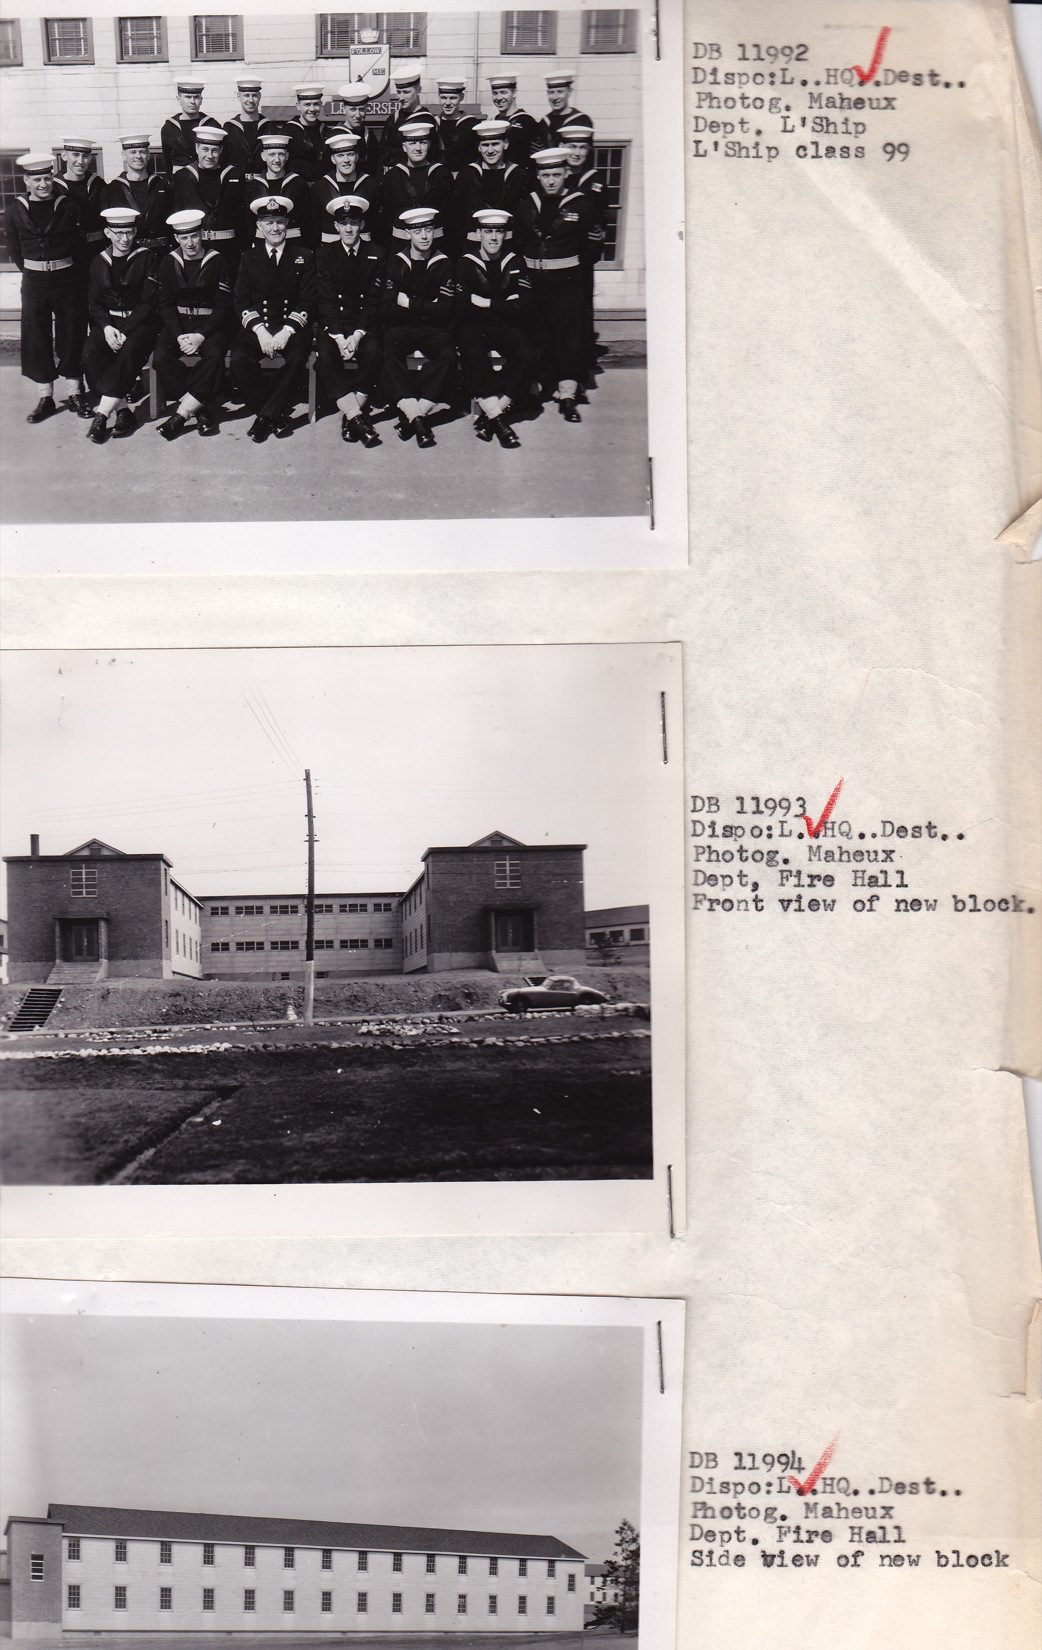 FOLLOW
ME
LEADERSHIP
DB 11992
Dispo:L..HQ..Dest..
Photog. Maheux
Dept. L'Ship
L'Ship class 99
DB 11993
Dispo:L..HQ..Dest..
Photog. Maheux
Dept, Fire Hall
Front view of new block.
DB 11994
Dispo:L..HQ..Dest..
Photog. Maheux
Dept. Fire Hall
Side view of new block